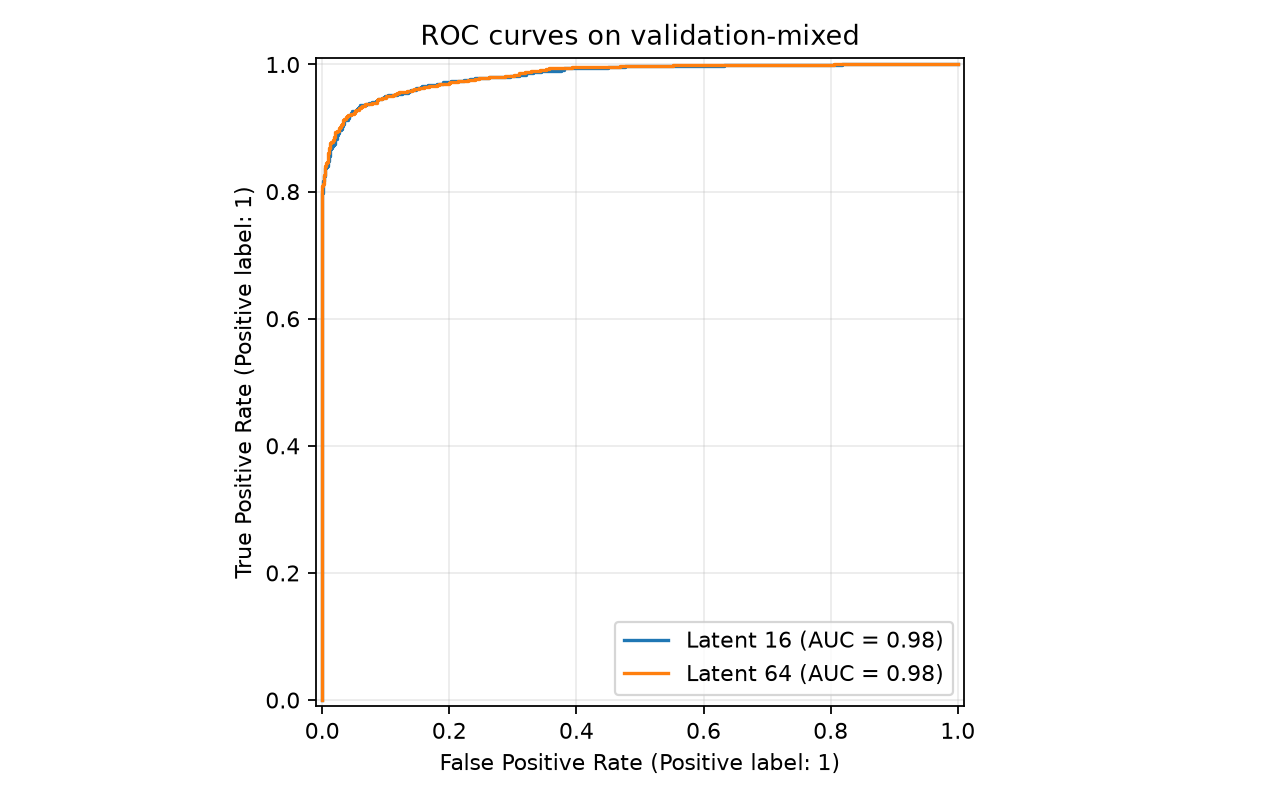 ROC curves on validation-mixed
True Positive Rate (Positive label: 1)
1.0
0.8
0.6
0.4
0.2
0.0
Latent 16 (AUC = 0.98)
Latent 64 (AUC = 0.98)
0.0 0.2 0.4 0.6 0.8 1.0
False Positive Rate (Positive label: 1)